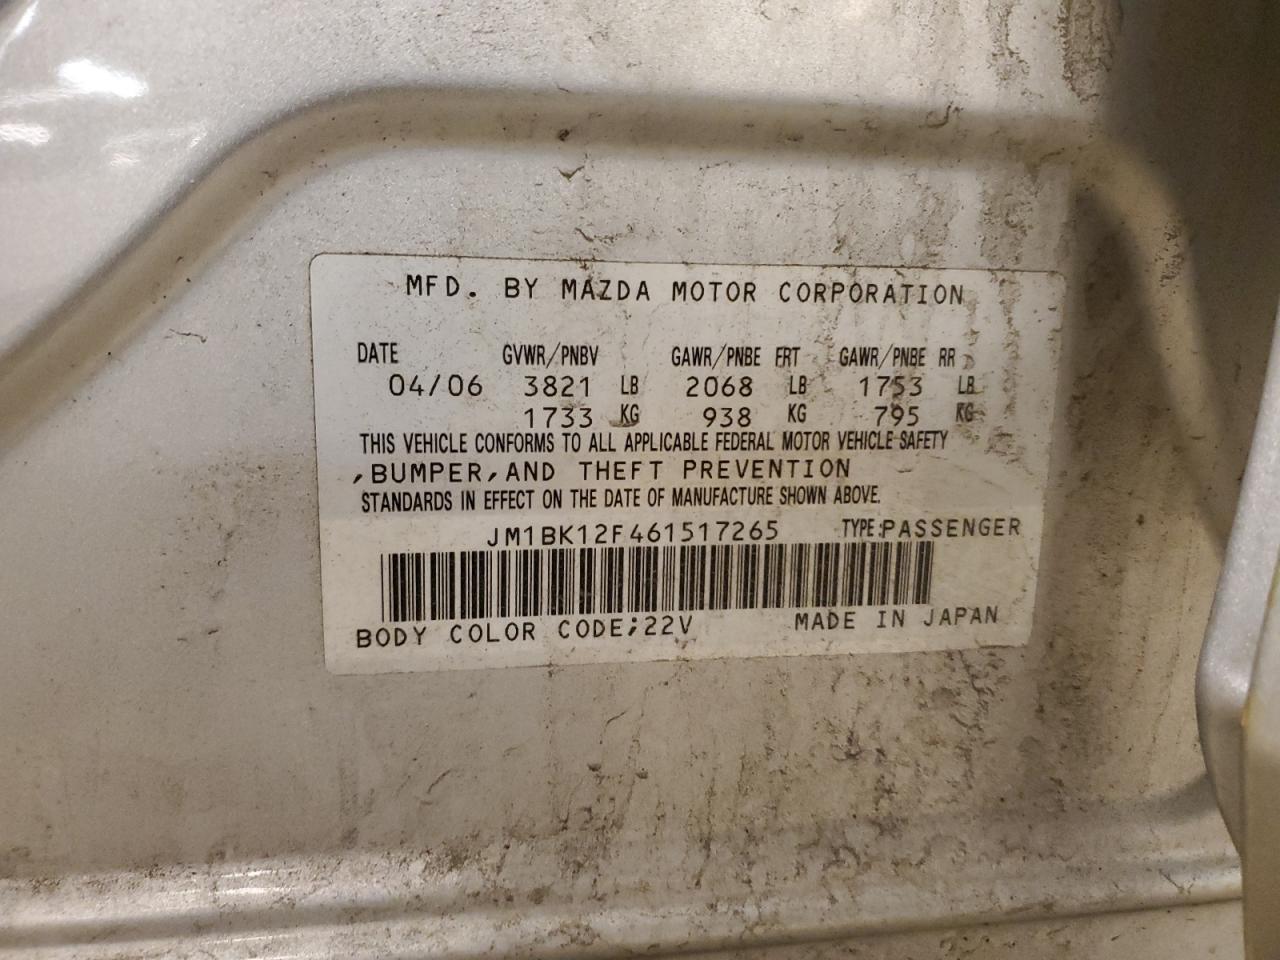 MFD. BY MAZDA MOTOR CORPORATION
DATE GVWR/PNBV GAWR/PNBE FRT GAWR/PNBE RR
04/06 3821 LB 2068 LB 1753 LB
1733 KG 938 KG 795 KG
THIS VEHICLE CONFORMS TO ALL APPLICABLE FEDERAL MOTOR VEHICLE SAFETY
,BUMPER,AND THEFT PREVENTION
STANDARDS IN EFFECT ON THE DATE OF MANUFACTURE SHOWN ABOVE.
JM1BK12F461517265 TYPE:PASSENGER
BODY COLOR CODE;22V MADE IN JAPAN